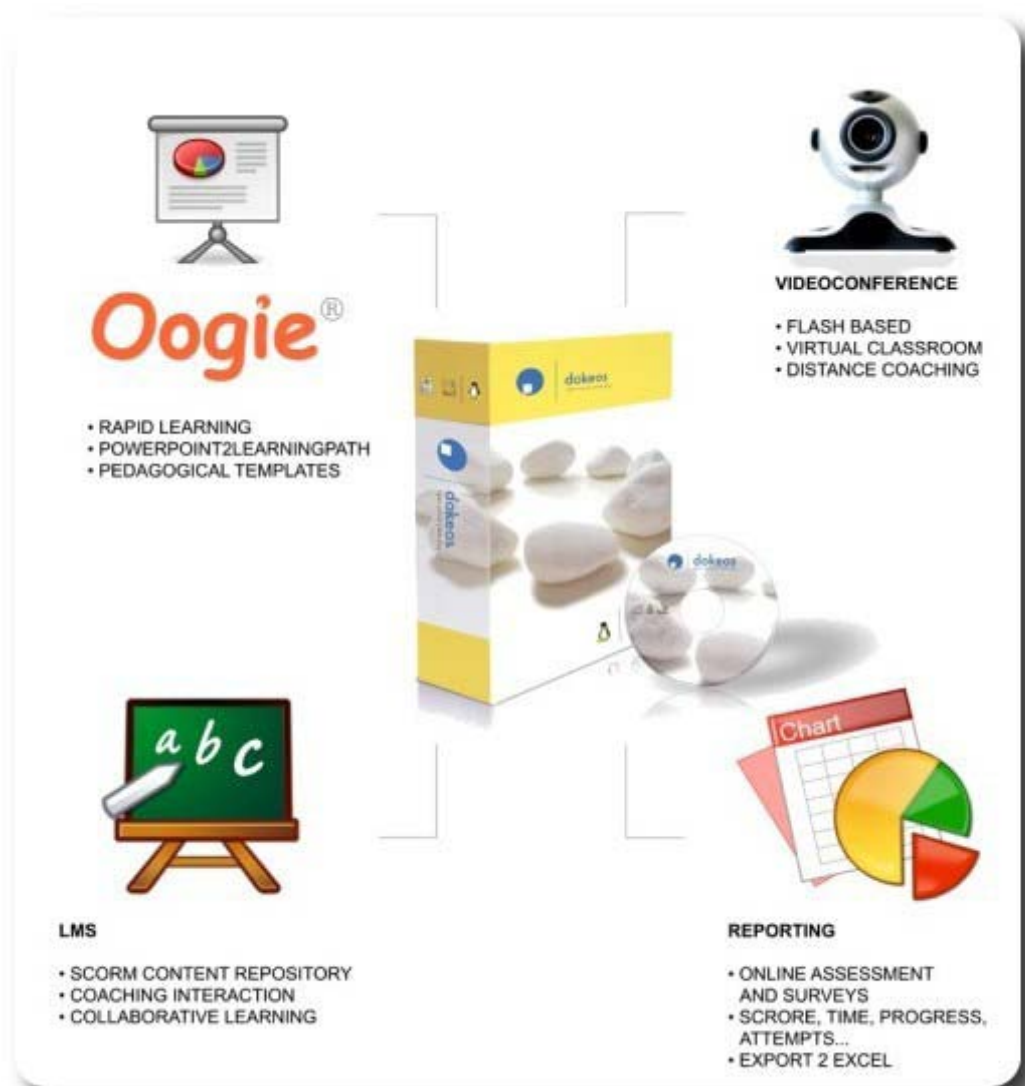 Oogie®
• RAPID LEARNING
• POWERPOINT2LEARNINGPATH
• PEDAGOGICAL TEMPLATES
VIDEOCONFERENCE
• FLASH BASED
• VIRTUAL CLASSROOM
• DISTANCE COACHING
dokeos
dokeos
dokeos
a b c
LMS
• SCORM CONTENT REPOSITORY
• COACHING INTERACTION
• COLLABORATIVE LEARNING
Chart
REPORTING
• ONLINE ASSESSMENT
AND SURVEYS
• SCRORE, TIME, PROGRESS,
ATTEMPTS...
• EXPORT 2 EXCEL